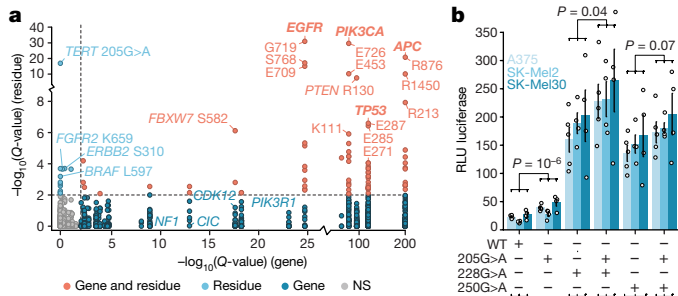 a
–log10(Q-value) (residue)
40
30
20
10
8
6
4
2
0
TERT 205G>A
EGFR
G719
S768
E709
PIK3CA
E726
E453
PTEN R130
APC
R876
R1450
R213
FBXW7 S582
TP53
K111
E287
E285
E271
FGFR2 K659
ERBB2 S310
BRAF L597
CDKN12
PIK3R1
NF1
CIC
0 5 10 15 20 25 100 200
–log10(Q-value) (gene)
Gene and residue Residue Gene NS
b
RLU luciferase
350
300
250
200
150
100
50
0
P = 0.04
P = 0.07
A375
SK-Mel2
SK-Mel30
P = 10–6
WT + – – – – –
205G>A – + – + – +
228G>A – – + + – –
250G>A – – – – + +